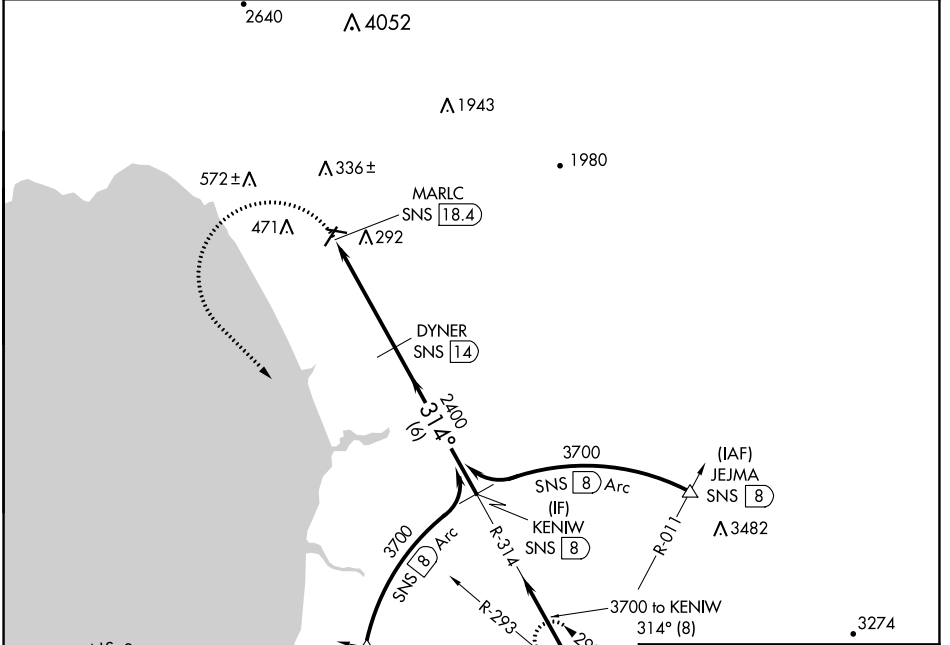 2640
4052
1943
1980
572±
336±
MARLC
SNS 18.4
471
292
DYNER
SNS 14
2400
314°
(6)
3700
SNS 8 Arc
(IAF)
JEJMA
SNS 8
3482
(IF)
KENIW
SNS 8
3700
SNS 8 Arc
R-314
R-011
R-293
3700 to KENIW
314° (8)
3274